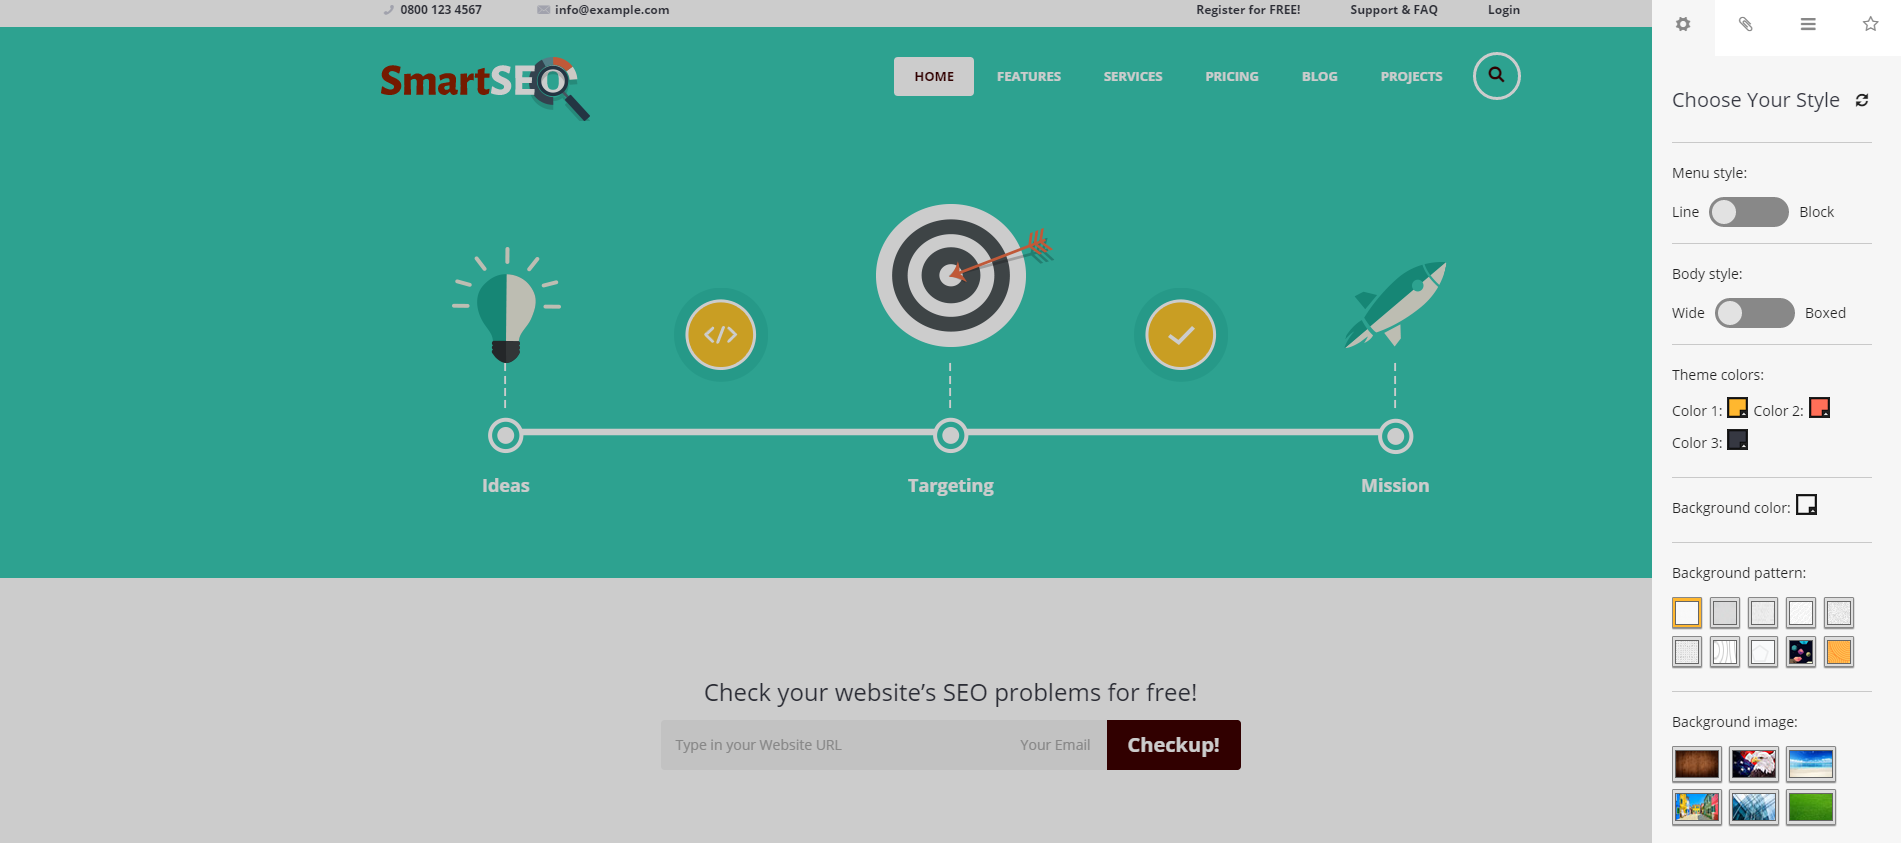 0800 123 4567 info@example.com Register for FREE! Support & FAQ Login
SmartSEO HOME FEATURES SERVICES PRICING BLOG PROJECTS
</>
Ideas Targeting Mission
Check your website’s SEO problems for free!
Type in your Website URL Your Email Checkup!
Choose Your Style
Menu style:
Line Block
Body style:
Wide Boxed
Theme colors:
Color 1: Color 2:
Color 3:
Background color:
Background pattern:
Background image: